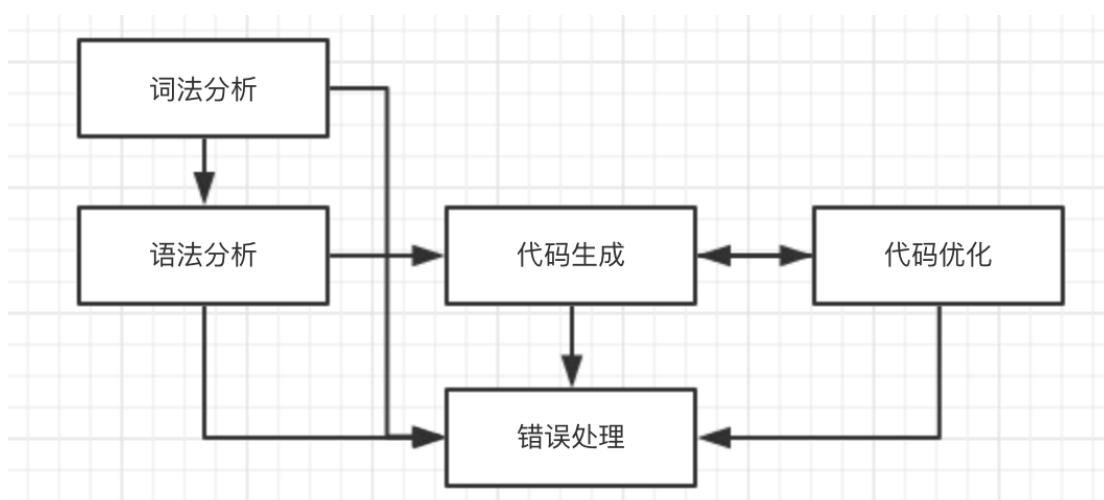 词法分析
语法分析
代码生成
代码优化
错误处理